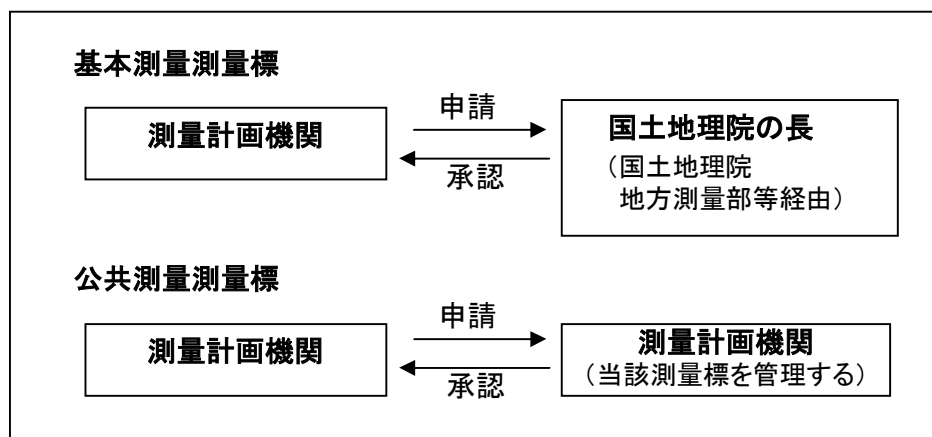 基本測量測量標
測量計画機関
申請
承認
国土地理院の長
（国土地理院
地方測量部等経由）
公共測量測量標
測量計画機関
申請
承認
測量計画機関
（当該測量標を管理する）